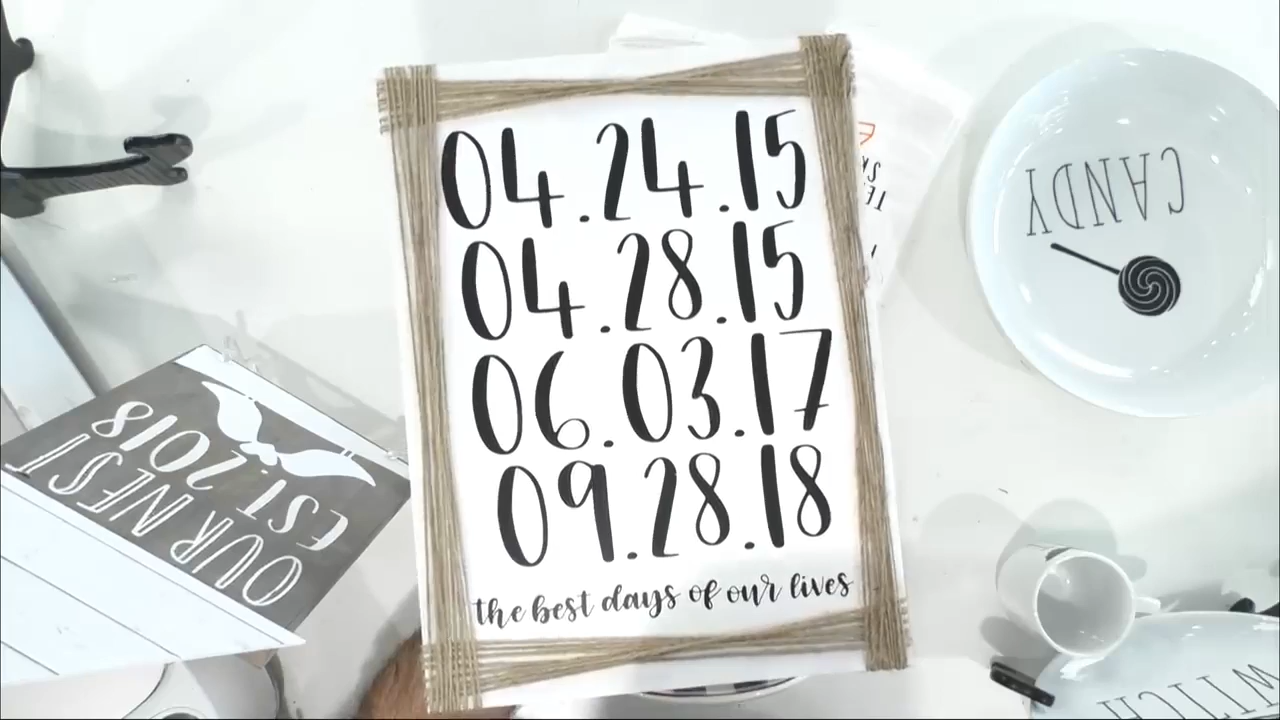 04.24.15
04.28.15
06.03.17
09.28.18
the best days of our lives
OUR NEST
EST. 2018
CANDY
WITCH